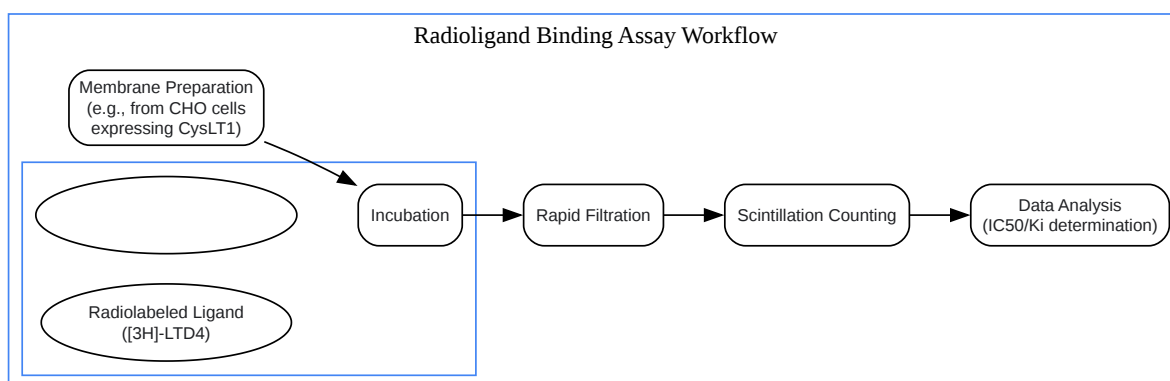 Radioligand Binding Assay Workflow
Membrane Preparation
(e.g., from CHO cells
expressing CysLT1)
Incubation
Rapid Filtration
Scintillation Counting
Data Analysis
(IC50/Ki determination)
Radiolabeled Ligand
([3H]-LTD4)